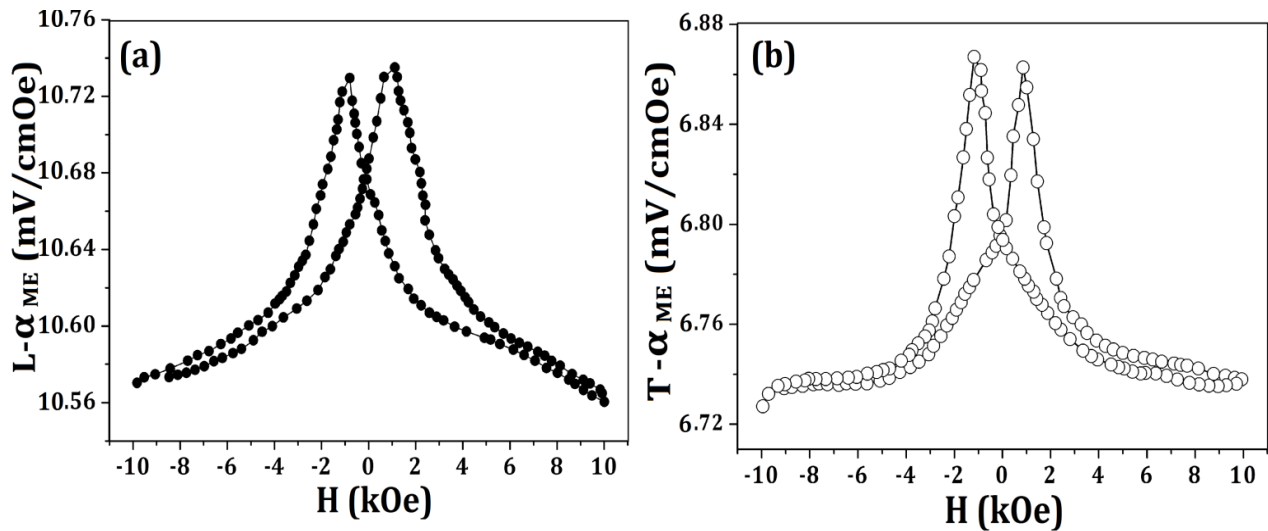 (a)
L-α ME (mV/cmOe)
10.76
10.72
10.68
10.64
10.60
10.56
-10 -8 -6 -4 -2 0 2 4 6 8 10
H (kOe)
(b)
T-α ME (mV/cmOe)
6.88
6.84
6.80
6.76
6.72
-10 -8 -6 -4 -2 0 2 4 6 8 10
H (kOe)